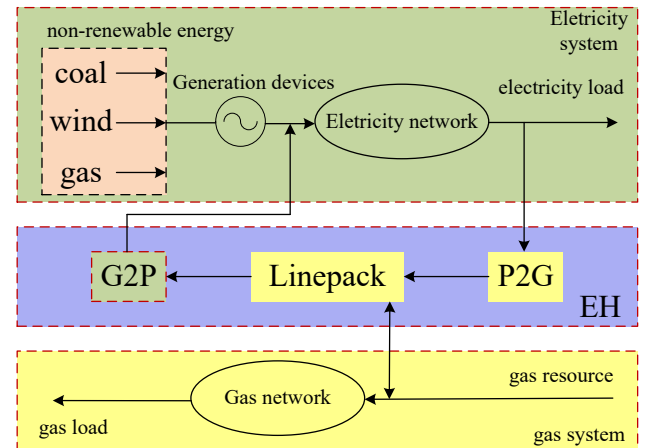 non-renewable energy
Eletricity
system
coal
wind
gas
Generation devices
Eletricity network
electricity load
G2P
Linepack
P2G
EH
Gas network
gas resource
gas load
gas system